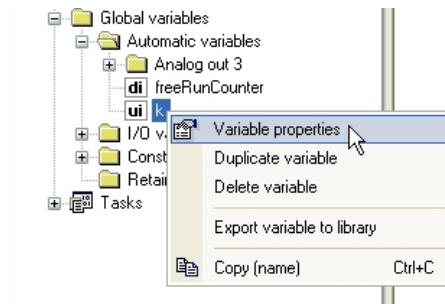 Global variables
Automatic variables
Analog out 3
di freeRunCounter
ui k
I/O v
Variable properties
Duplicate variable
Const
Delete variable
Retai
Tasks
Export variable to library
Copy (name) Ctrl+C